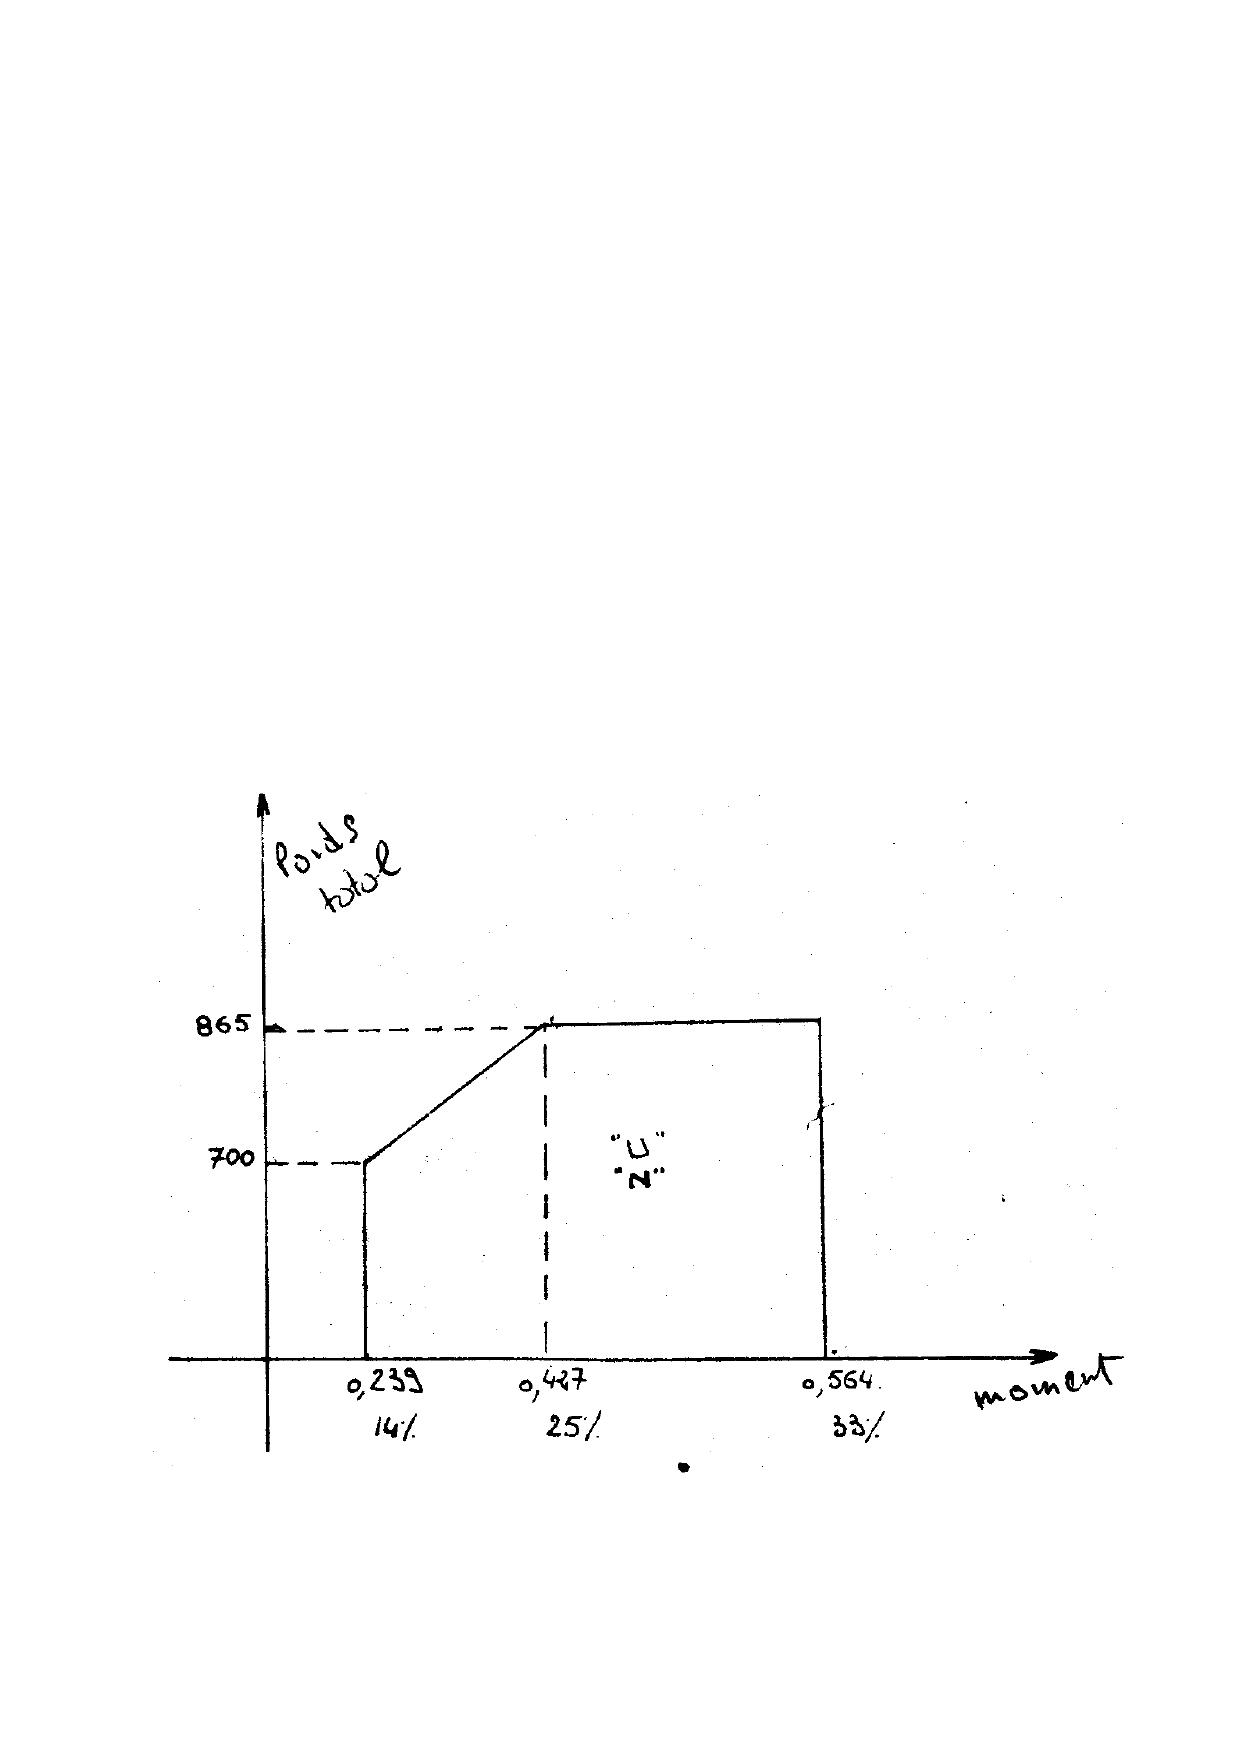 Poids
total
865
700
"U"
"N"
0,239 0,427 0,564
moment
14% 25% 33%